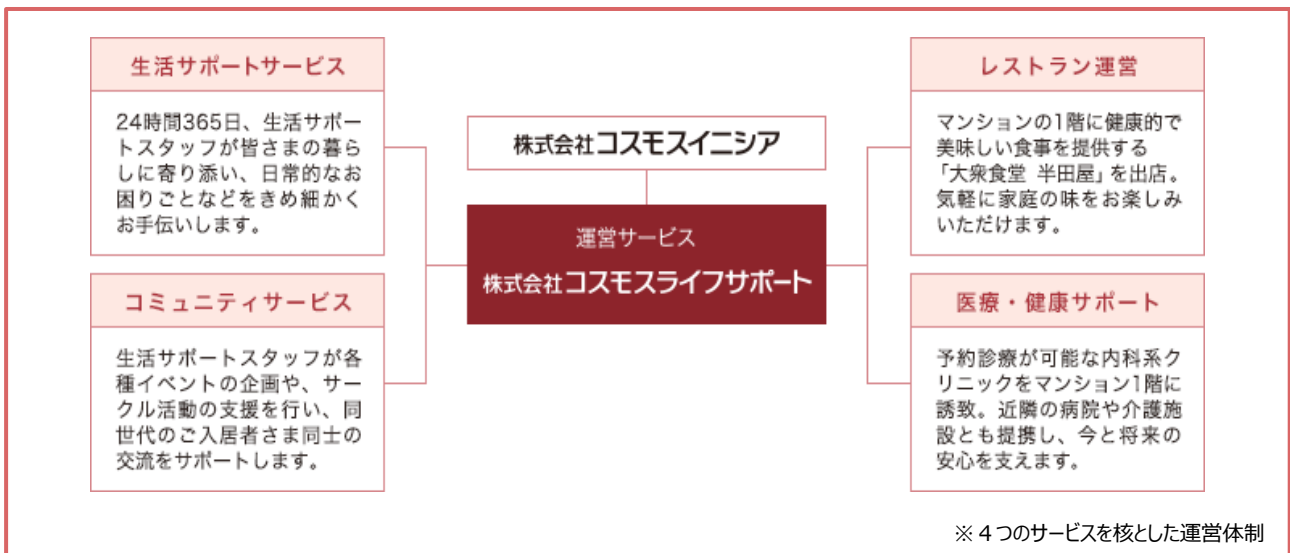 生活サポートサービス
24時間365日、生活サポー
トスタッフが皆さまの暮ら
しに寄り添い、日常的なお
困りごとなどをきめ細かく
お手伝いします。
コミュニティサービス
生活サポートスタッフが各
種イベントの企画や、サー
クル活動の支援を行い、同
世代のご入居者さま同士の
交流をサポートします。
株式会社コスモスイニシア
運営サービス
株式会社コスモスライフサポート
レストラン運営
マンションの1階に健康的で
美味しい食事を提供する
「大衆食堂 半田屋」を出店。
気軽に家庭の味をお楽しみ
いただけます。
医療・健康サポート
予約診療が可能な内科系ク
リニックをマンション1階に
誘致。近隣の病院や介護施
設とも提携し、今と将来の
安心を支えます。
※４つのサービスを核とした運営体制